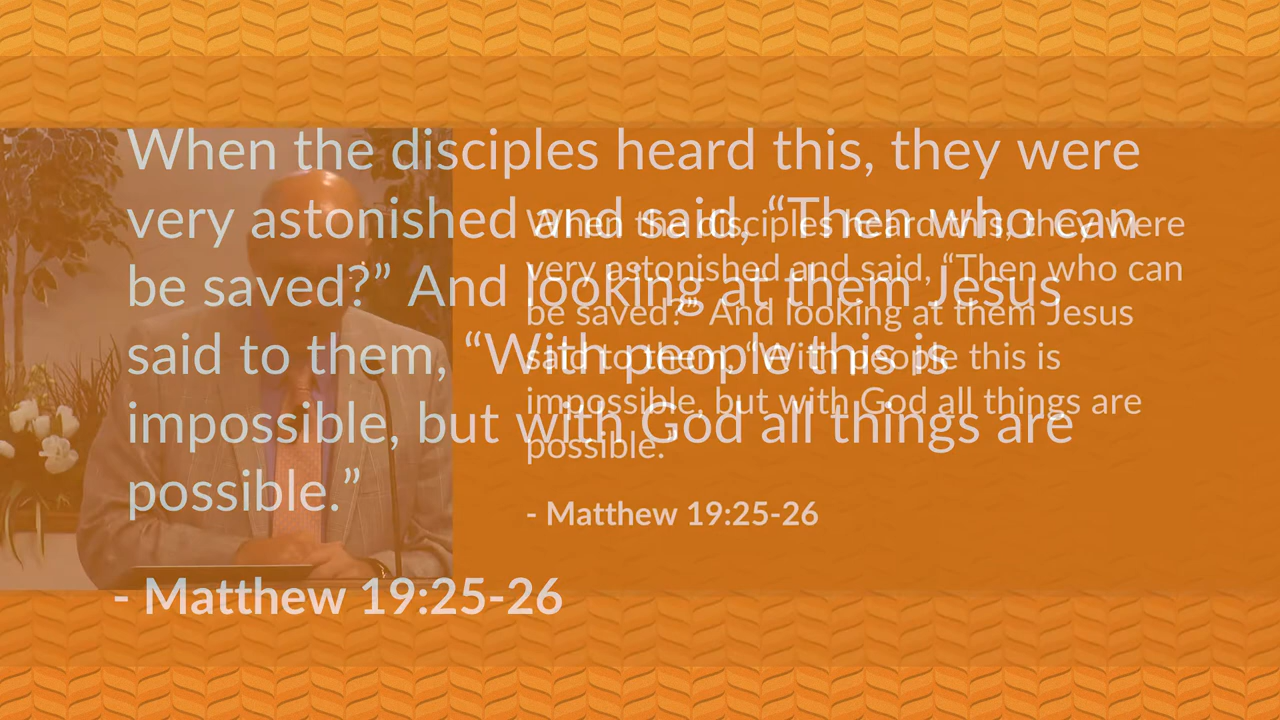 When the disciples heard this, they were
very astonished and said, “Then who can
be saved?” And looking at them Jesus
said to them, “With people this is
impossible, but with God all things are
possible.”
- Matthew 19:25-26
When the disciples heard this, they were
very astonished and said, “Then who can
be saved?” And looking at them Jesus
said to them, “With people this is
impossible, but with God all things are
possible.”
- Matthew 19:25-26